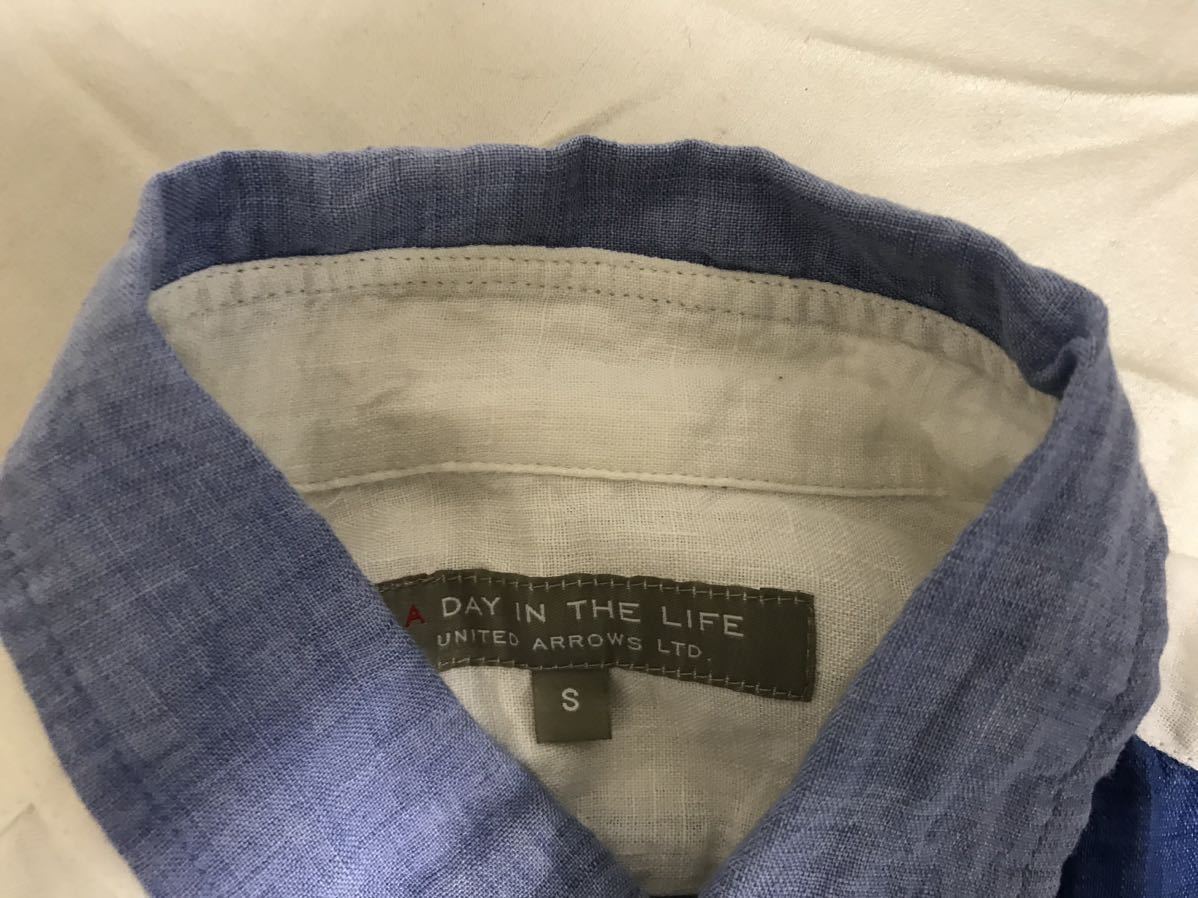 A DAY IN THE LIFE
UNITED ARROWS LTD.
S